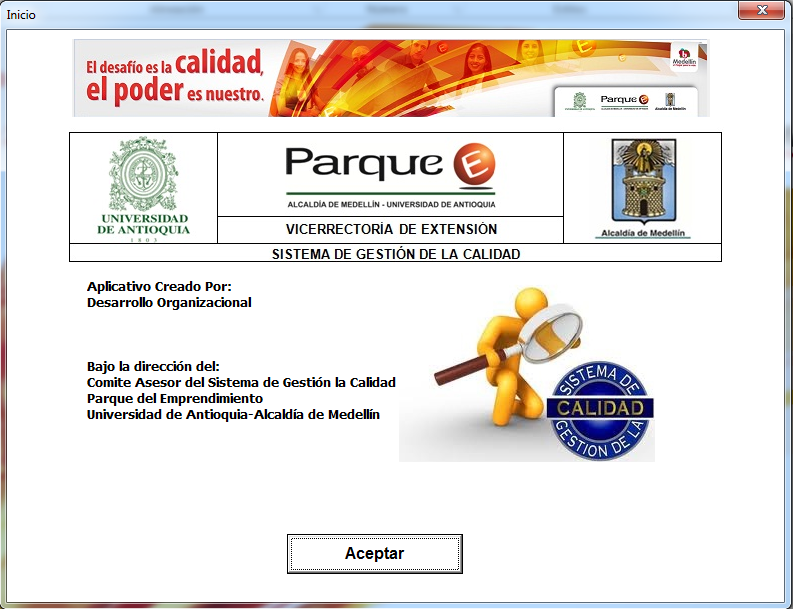 Inicio
El desafío es la calidad,
el poder es nuestro.
Medellín
Parque E
Alcaldía de Medellín
UNIVERSIDAD
DE ANTIOQUIA
1803
Parque E
ALCALDÍA DE MEDELLÍN - UNIVERSIDAD DE ANTIOQUIA
VICERRECTORÍA DE EXTENSIÓN
Alcaldía de Medellín
SISTEMA DE GESTIÓN DE LA CALIDAD
Aplicativo Creado Por:
Desarrollo Organizacional
Bajo la dirección del:
Comite Asesor del Sistema de Gestión la Calidad
Parque del Emprendimiento
Universidad de Antioquia-Alcaldía de Medellín
SISTEMA DE
CALIDAD
GESTION DE LA
Aceptar